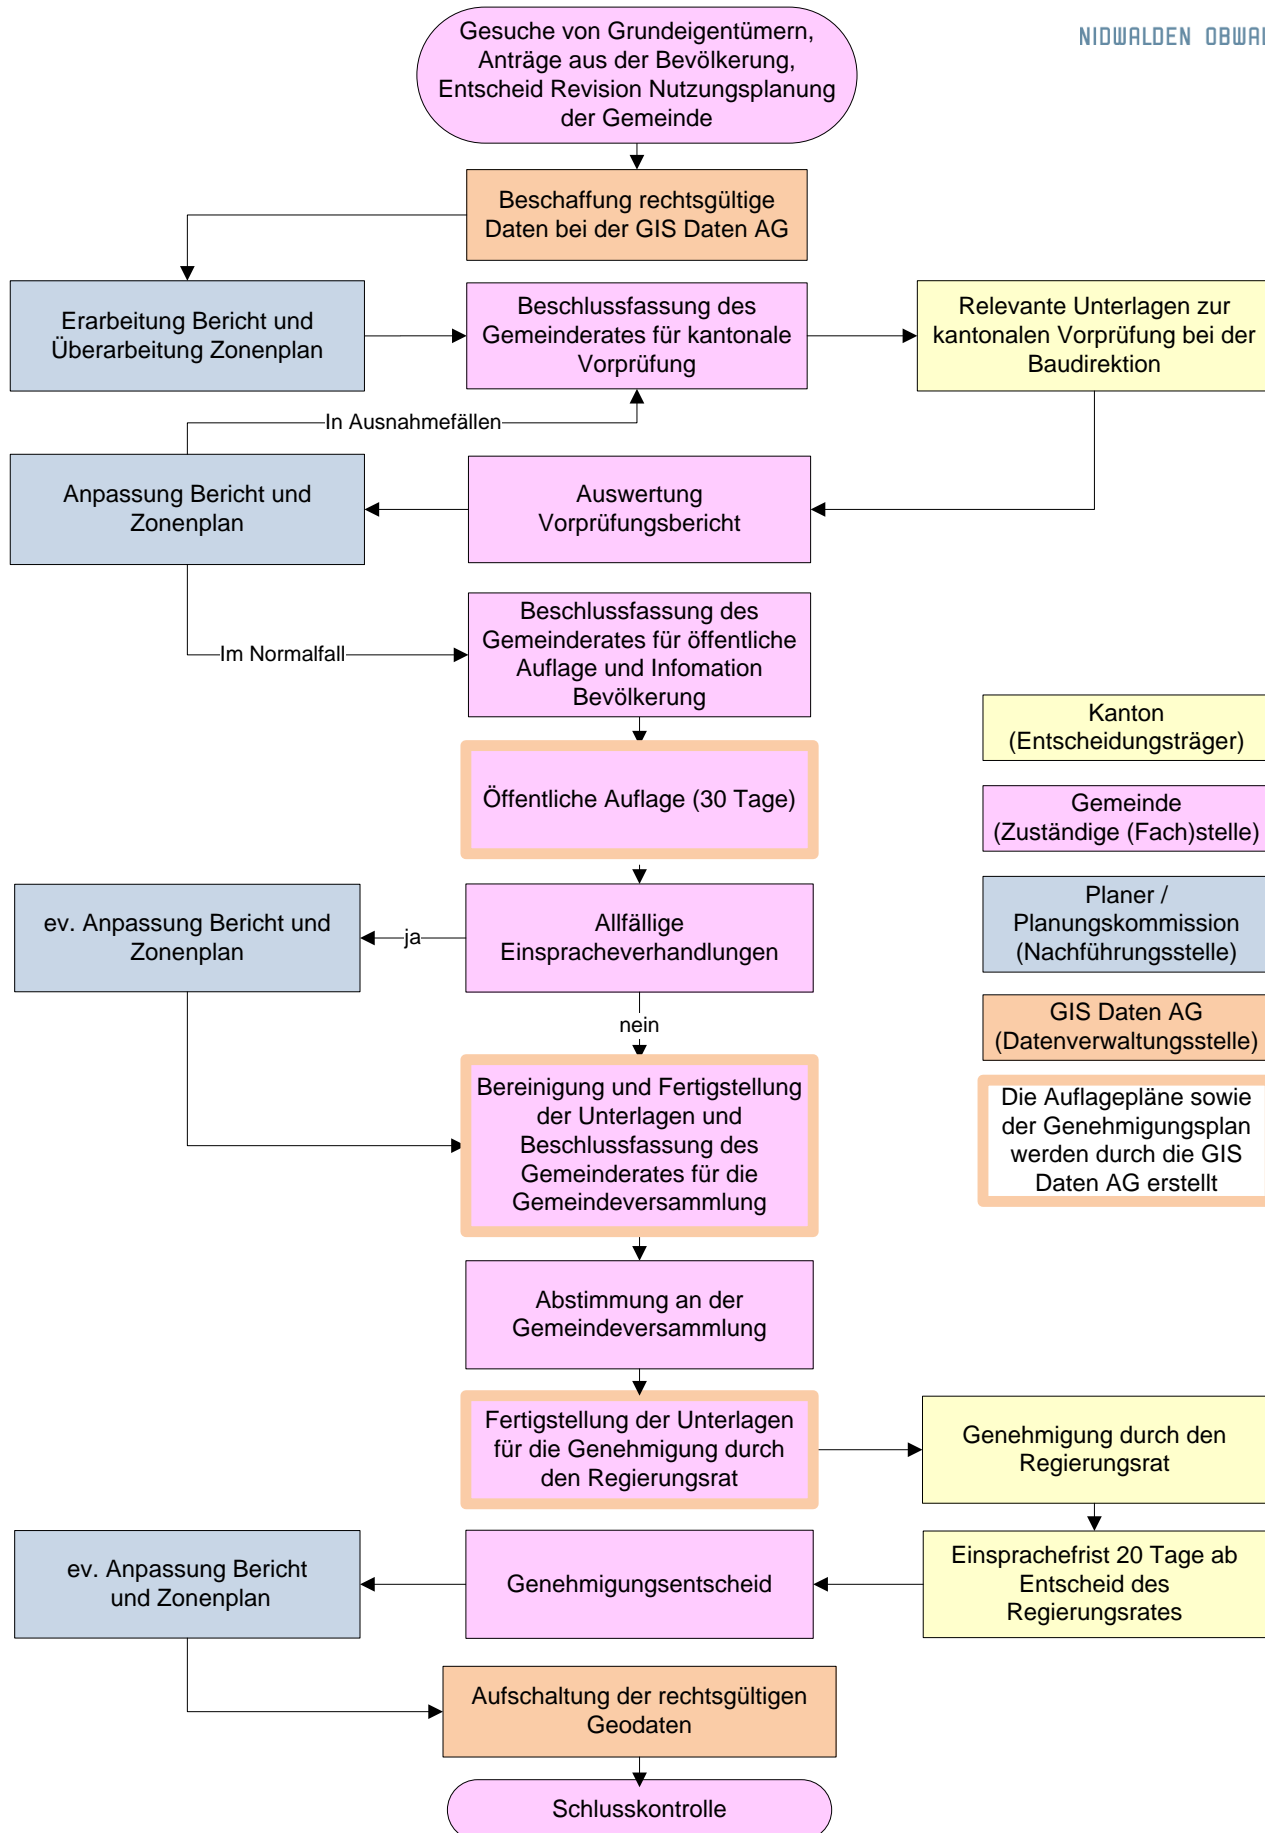 Gesuche von Grundeigentümern,
Anträge aus der Bevölkerung,
Entscheid Revision Nutzungsplanung
der Gemeinde
NIDWALDEN
Beschaffung rechtsgültige
Daten bei der GIS Daten AG
Erarbeitung Bericht und
Überarbeitung Zonenplan
Beschlussfassung des
Gemeinderates für kantonale
Vorprüfung
Relevante Unterlagen zur
kantonalen Vorprüfung bei der
Baudirektion
In Ausnahmefällen
Anpassung Bericht und
Zonenplan
Auswertung
Vorprüfungsbericht
Im Normalfall
Beschlussfassung des
Gemeinderates für öffentliche
Auflage und Infomation
Bevölkerung
Öffentliche Auflage (30 Tage)
ev. Anpassung Bericht und
Zonenplan
ja
Allfällige
Einspracheverhandlungen
nein
Bereinigung und Fertigstellung
der Unterlagen und
Beschlussfassung des
Gemeinderates für die
Gemeindeversammlung
Abstimmung an der
Gemeindeversammlung
Fertigstellung der Unterlagen
für die Genehmigung durch
den Regierungsrat
Genehmigung durch den
Regierungsrat
Einsprachefrist 20 Tage ab
Entscheid des
Regierungsrates
Genehmigungsentscheid
ev. Anpassung Bericht
und Zonenplan
Aufschaltung der rechtsgültigen
Geodaten
Schlusskontrolle
Kanton
(Entscheidungsträger)
Gemeinde
(Zuständige (Fach)stelle)
Planer /
Planungskommission
(Nachführungsstelle)
GIS Daten AG
(Datenverwaltungsstelle)
Die Auflagepläne sowie
der Genehmigungsplan
werden durch die GIS
Daten AG erstellt